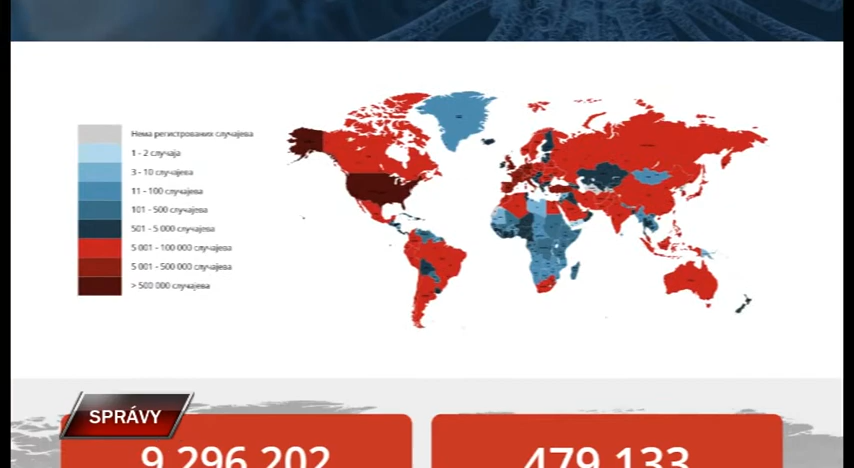 Нема регистрованих случајева
1 - 2 случаја
3 - 10 случајева
11 - 100 случајева
101 - 500 случајева
501 - 5 000 случајева
5 001 - 100 000 случајева
5 001 - 500 000 случајева
> 500 000 случајева
SPRÁVY
9 296 202
479 133